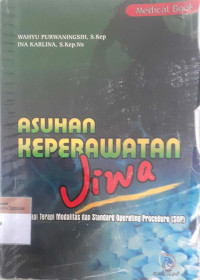 Medical Book
WAHYU PURWANINGSIH, S.Kep
INA KARLINA, S.Kep.Ns
ASUHAN
KEPERAWATAN
Jiwa
Terapi Modalitas dan Standard Operating Procedure (SOP)